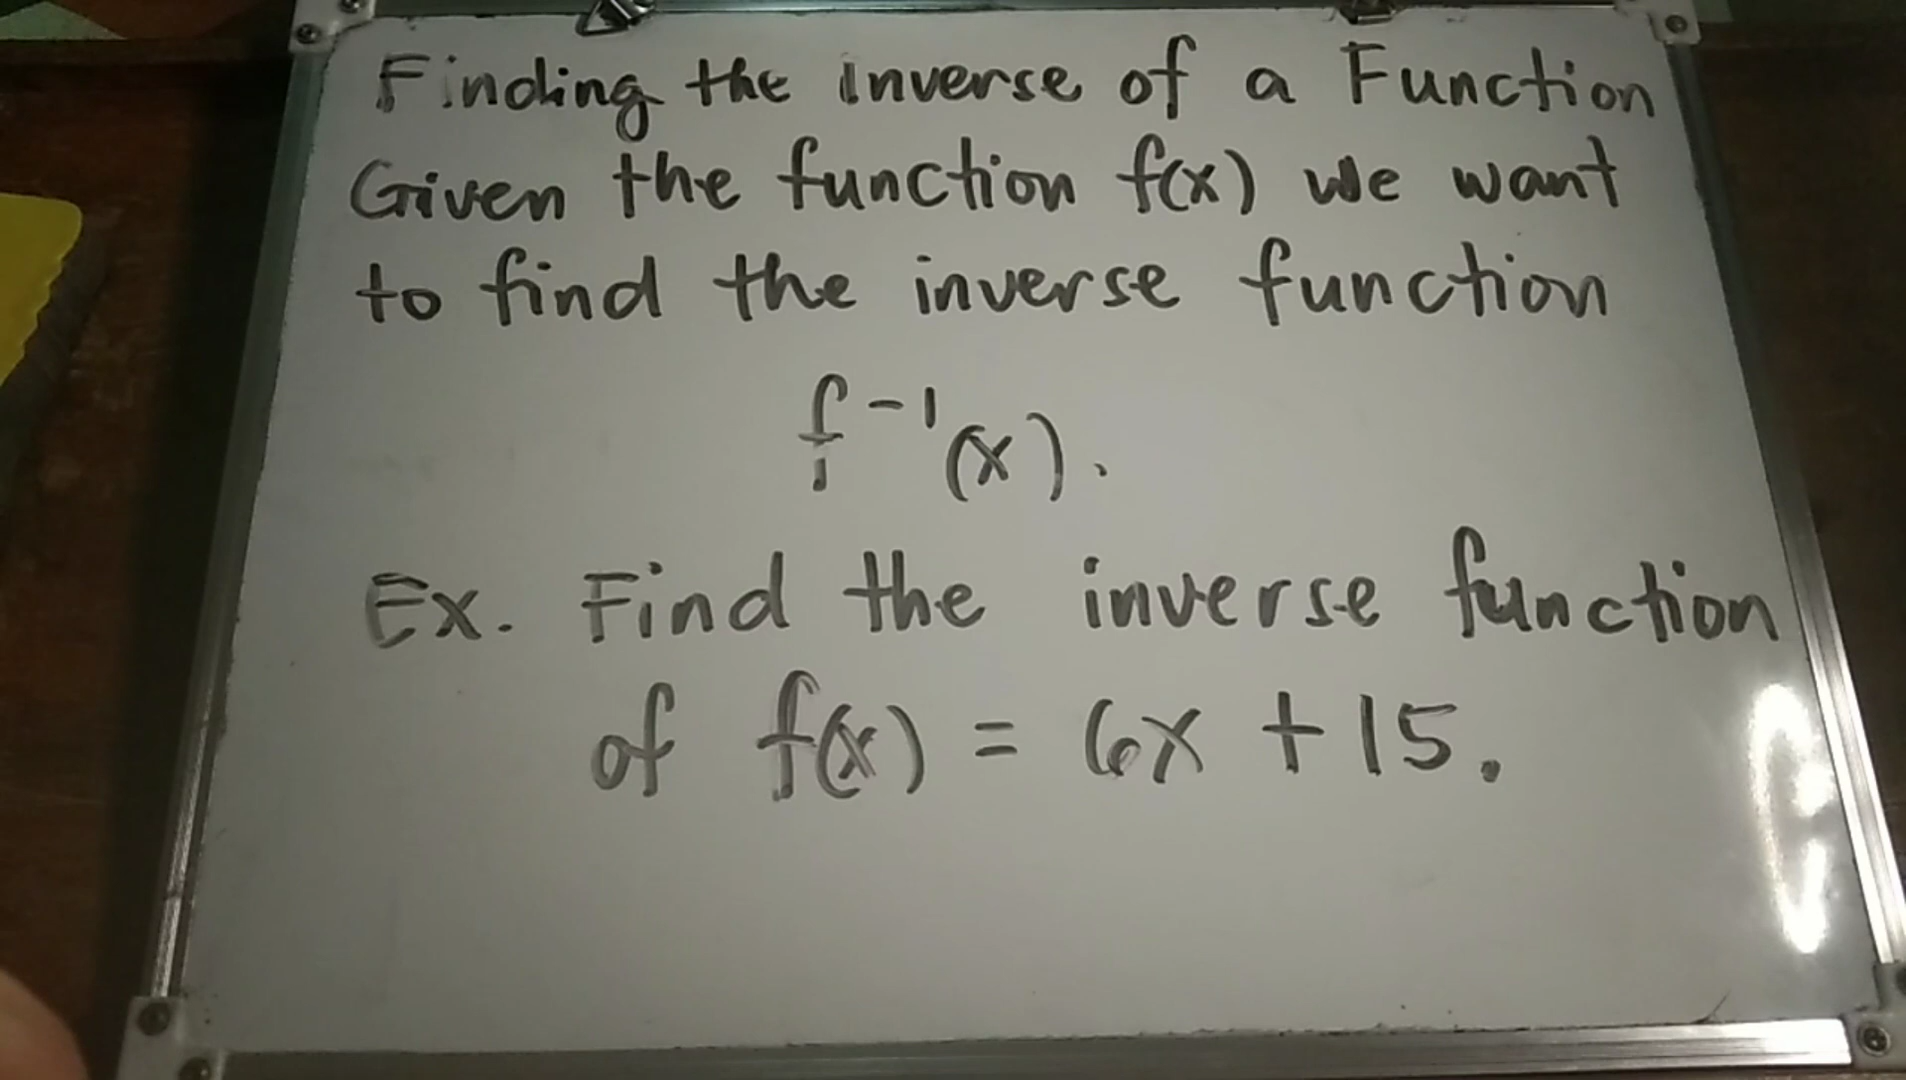 Finding the inverse of a Function
Given the function f(x) we want
to find the inverse function
f⁻¹(x).
Ex. Find the inverse function
of f(x) = 6x + 15.